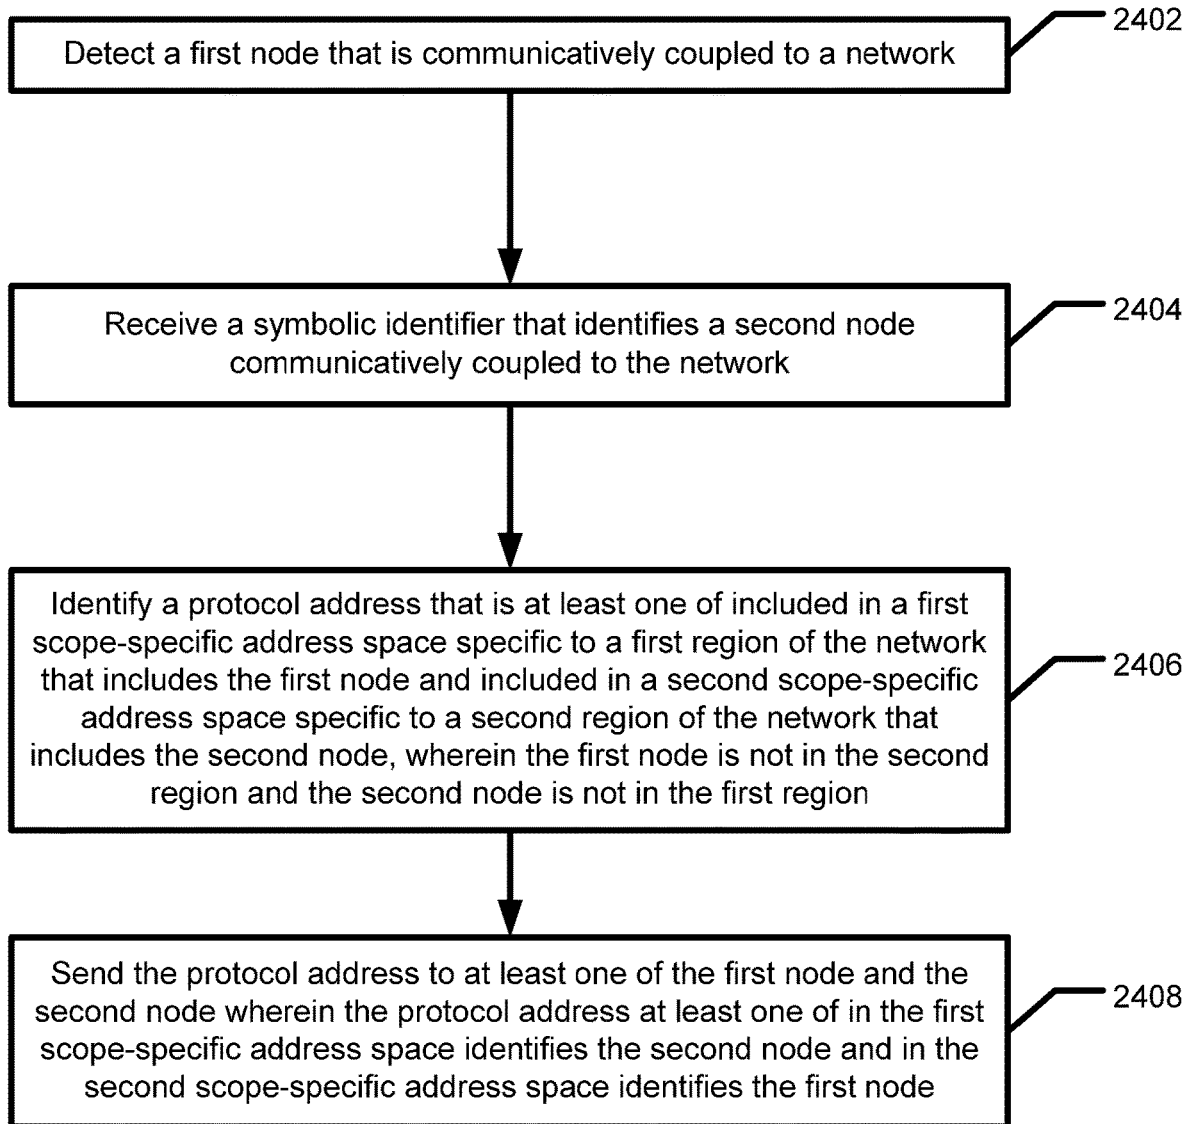 Detect a first node that is communicatively coupled to a network
2402
Receive a symbolic identifier that identifies a second node
communicatively coupled to the network
2404
Identify a protocol address that is at least one of included in a first
scope-specific address space specific to a first region of the network
that includes the first node and included in a second scope-specific
address space specific to a second region of the network that
includes the second node, wherein the first node is not in the second
region and the second node is not in the first region
2406
Send the protocol address to at least one of the first node and the
second node wherein the protocol address at least one of in the first
scope-specific address space identifies the second node and in the
second scope-specific address space identifies the first node
2408